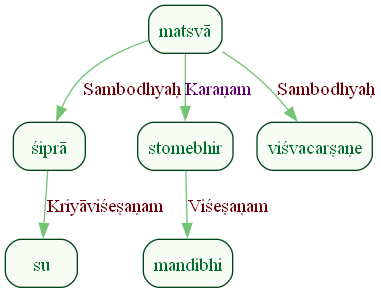 matsvā
Sambodhyaḥ Karaṇam Sambodhyaḥ
śiprā stomebhir viśvacarṣaṇe
Kriyāviśeṣaṇam Viśeṣaṇam
su mandibhi